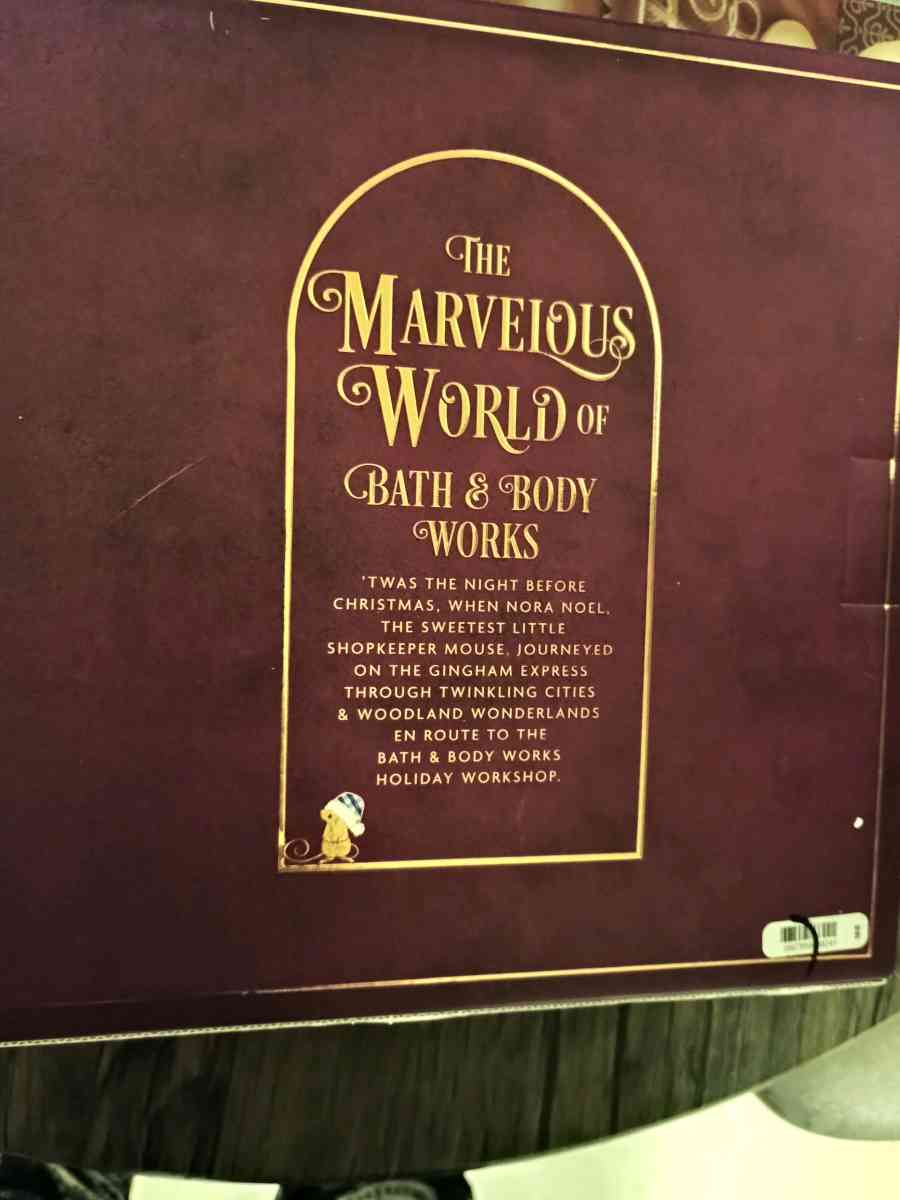 THE
MARVELOUS
WORLD OF
BATH & BODY
WORKS
'TWAS THE NIGHT BEFORE
CHRISTMAS, WHEN NORA NOEL,
THE SWEETEST LITTLE
SHOPKEEPER MOUSE, JOURNEYED
ON THE GINGHAM EXPRESS
THROUGH TWINKLING CITIES
& WOODLAND WONDERLANDS
EN ROUTE TO THE
BATH & BODY WORKS
HOLIDAY WORKSHOP.